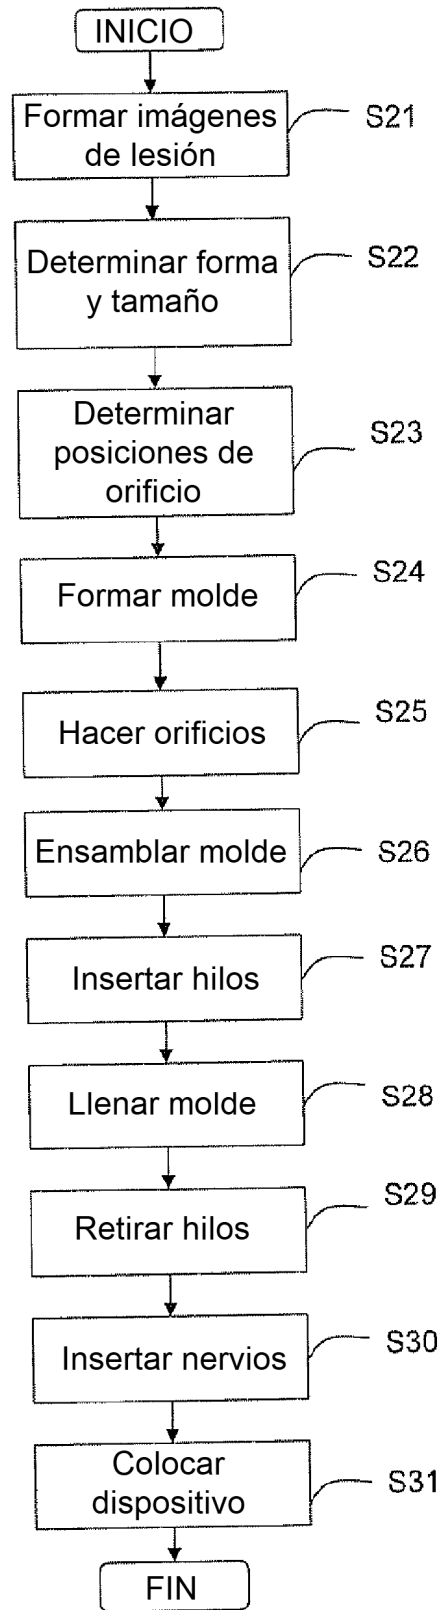 INICIO
Formar imágenes
de lesión
S21
Determinar forma
y tamaño
S22
Determinar
posiciones de
orificio
S23
Formar molde
S24
Hacer orificios
S25
Ensamblar molde
S26
Insertar hilos
S27
Llenar molde
S28
Retirar hilos
S29
Insertar nervios
S30
Colocar
dispositivo
S31
FIN